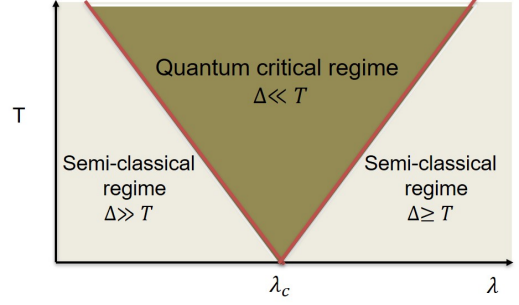 Quantum critical regime
Δ≪ T
T
Semi-classical
regime
Δ≫ T
Semi-classical
regime
Δ≥ T
λc
λ